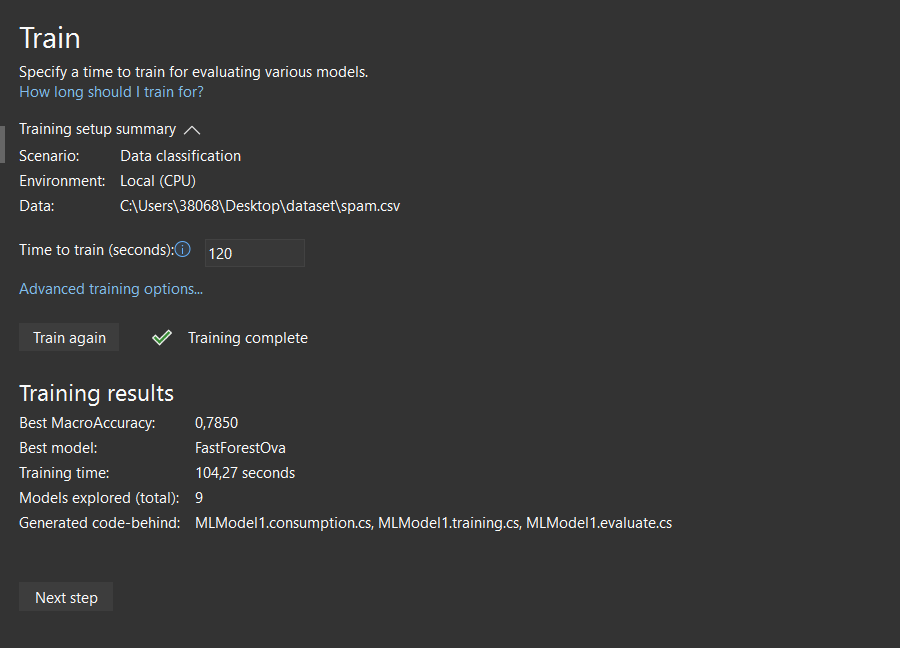 Train
Specify a time to train for evaluating various models.
How long should I train for?
Training setup summary
Scenario: Data classification
Environment: Local (CPU)
Data: C:\Users\38068\Desktop\dataset\spam.csv
Time to train (seconds): 120
Advanced training options...
Train again Training complete
Training results
Best MacroAccuracy: 0,7850
Best model: FastForestOva
Training time: 104,27 seconds
Models explored (total): 9
Generated code-behind: MLModel1.consumption.cs, MLModel1.training.cs, MLModel1.evaluate.cs
Next step